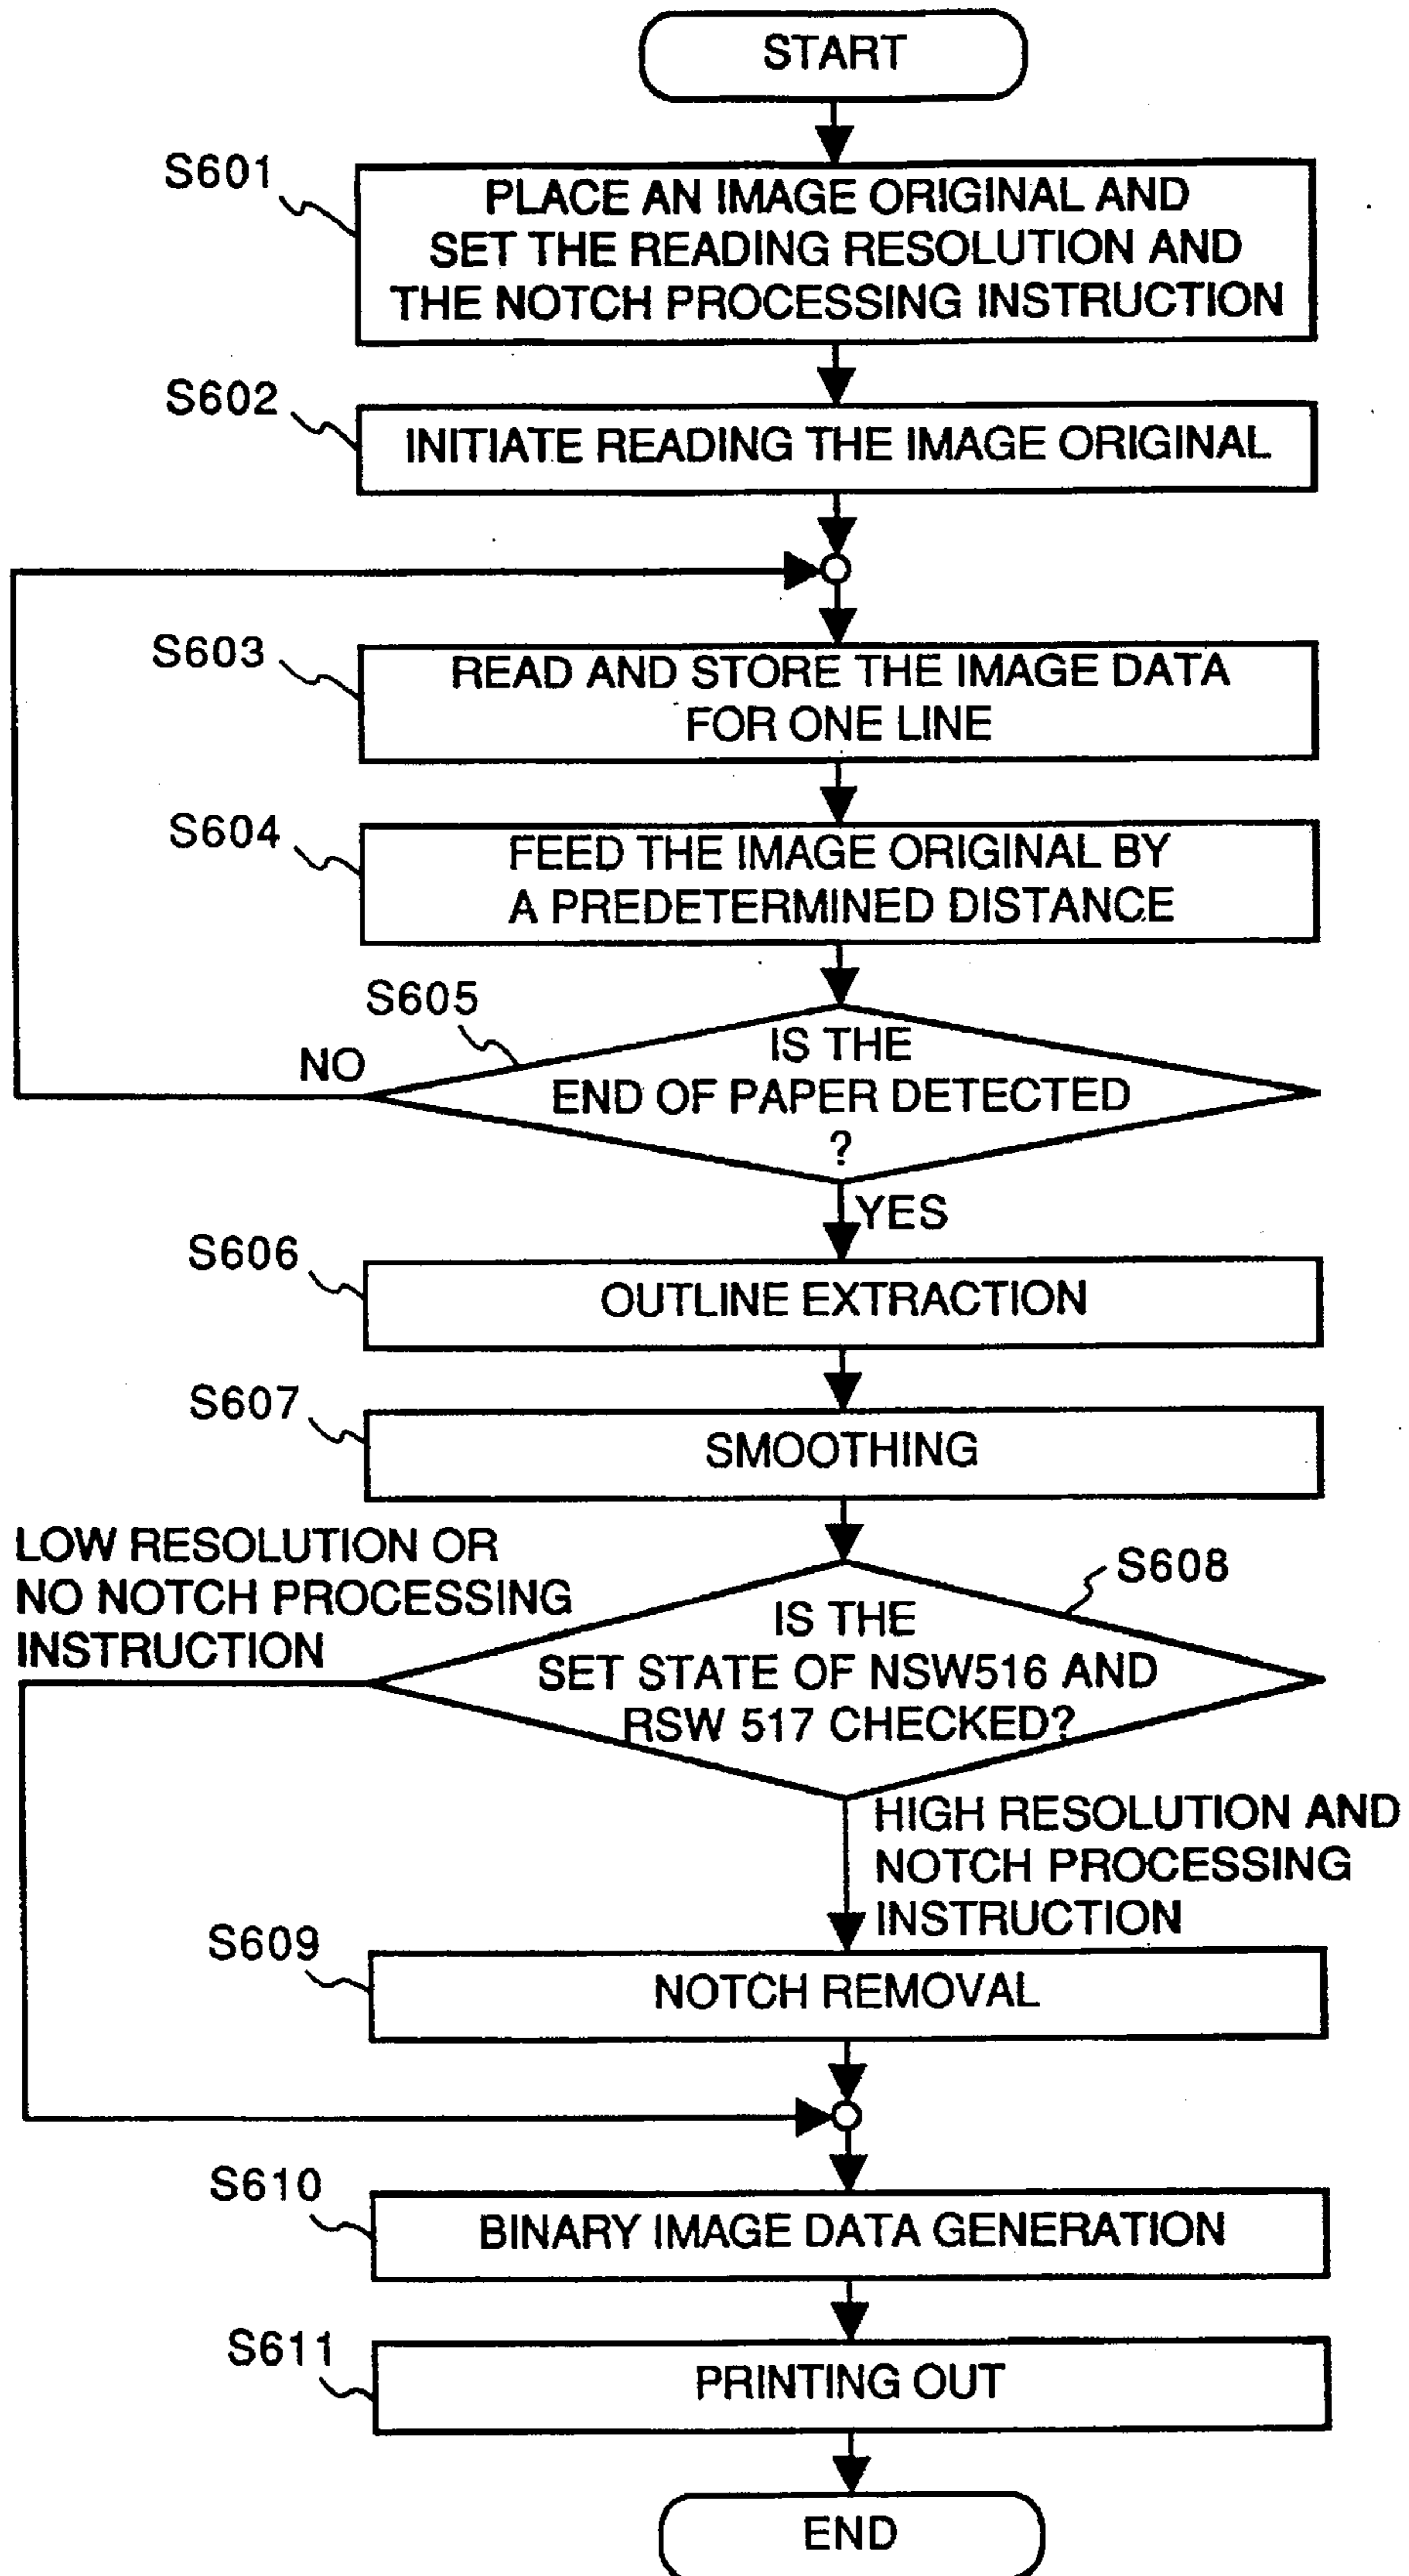 START
S601
PLACE AN IMAGE ORIGINAL AND
SET THE READING RESOLUTION AND
THE NOTCH PROCESSING INSTRUCTION
S602
INITIATE READING THE IMAGE ORIGINAL
S603
READ AND STORE THE IMAGE DATA
FOR ONE LINE
S604
FEED THE IMAGE ORIGINAL BY
A PREDETERMINED DISTANCE
S605
IS THE
END OF PAPER DETECTED
?
NO
YES
S606
OUTLINE EXTRACTION
S607
SMOOTHING
S608
IS THE
SET STATE OF NSW516 AND
RSW 517 CHECKED?
LOW RESOLUTION OR
NO NOTCH PROCESSING
INSTRUCTION
HIGH RESOLUTION AND
NOTCH PROCESSING
INSTRUCTION
S609
NOTCH REMOVAL
S610
BINARY IMAGE DATA GENERATION
S611
PRINTING OUT
END